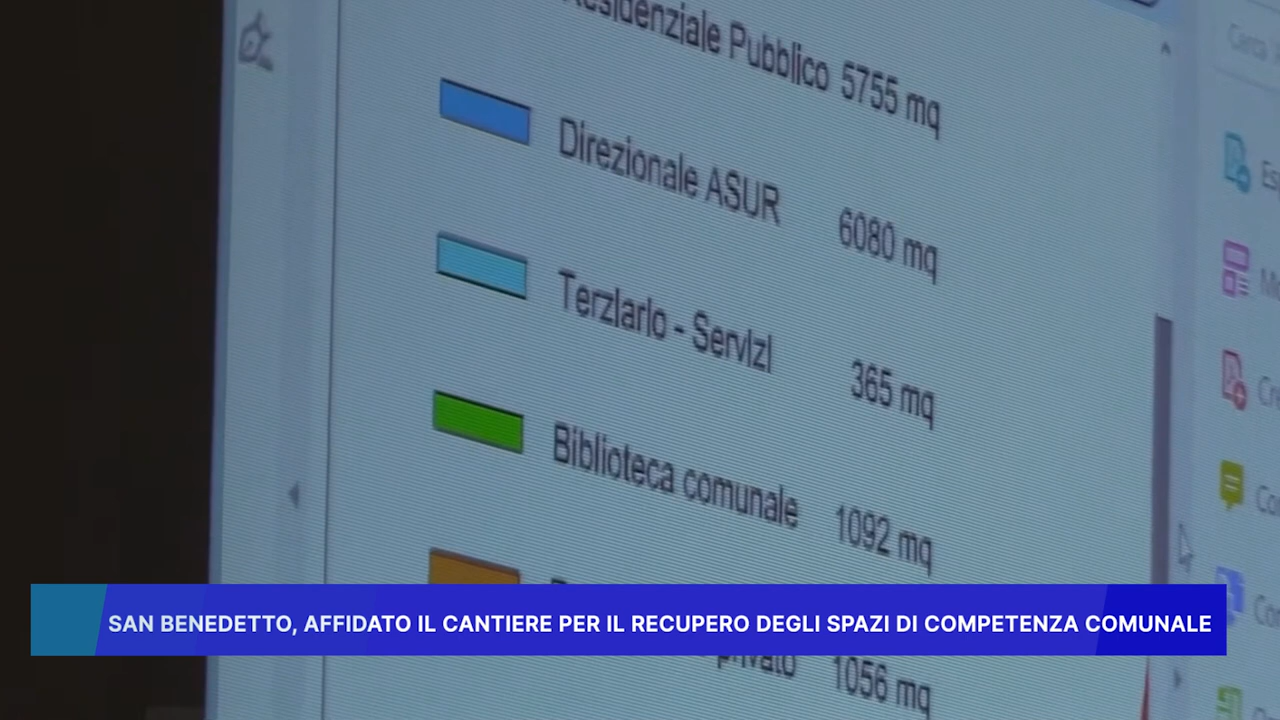 Residenziale Pubblico 5755 mq
Direzionale ASUR 6080 mq
Terziario - Servizi 365 mq
Biblioteca comunale 1092 mq
SAN BENEDETTO, AFFIDATO IL CANTIERE PER IL RECUPERO DEGLI SPAZI DI COMPETENZA COMUNALE
privato 1056 mq